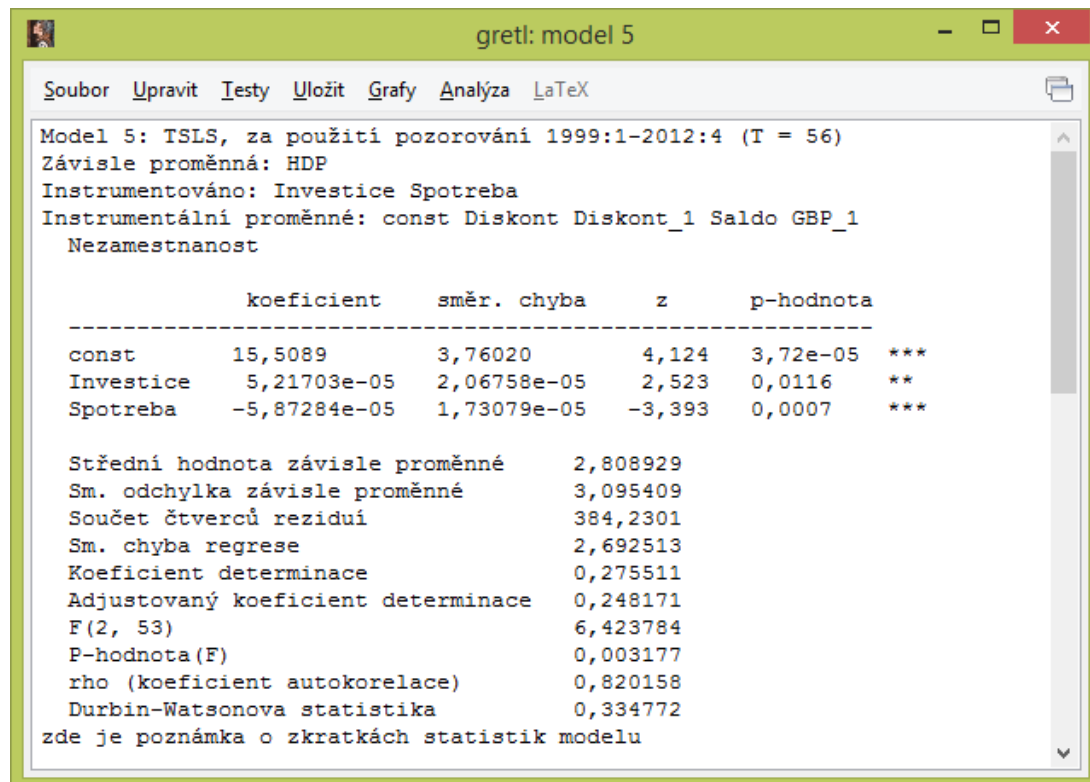 gretl: model 5
Soubor Upravit Testy Uložit Grafy Analýza LaTeX
Model 5: TSLS, za použití pozorování 1999:1-2012:4 (T = 56)
Závisle proměnná: HDP
Instrumentováno: Investice Spotreba
Instrumentální proměnné: const Diskont Diskont_1 Saldo GBP_1
Nezamestnanost
koeficient směr. chyba z p-hodnota
------------------------------------------------------------
const 15,5089 3,76020 4,124 3,72e-05 ***
Investice 5,21703e-05 2,06758e-05 2,523 0,0116 **
Spotreba -5,87284e-05 1,73079e-05 -3,393 0,0007 ***
Střední hodnota závisle proměnné 2,808929
Sm. odchylka závisle proměnné 3,095409
Součet čtverců reziduí 384,2301
Sm. chyba regrese 2,692513
Koeficient determinace 0,275511
Adjustovaný koeficient determinace 0,248171
F(2, 53) 6,423784
P-hodnota(F) 0,003177
rho (koeficient autokorelace) 0,820158
Durbin-Watsonova statistika 0,334772
zde je poznámka o zkratkách statistik modelu